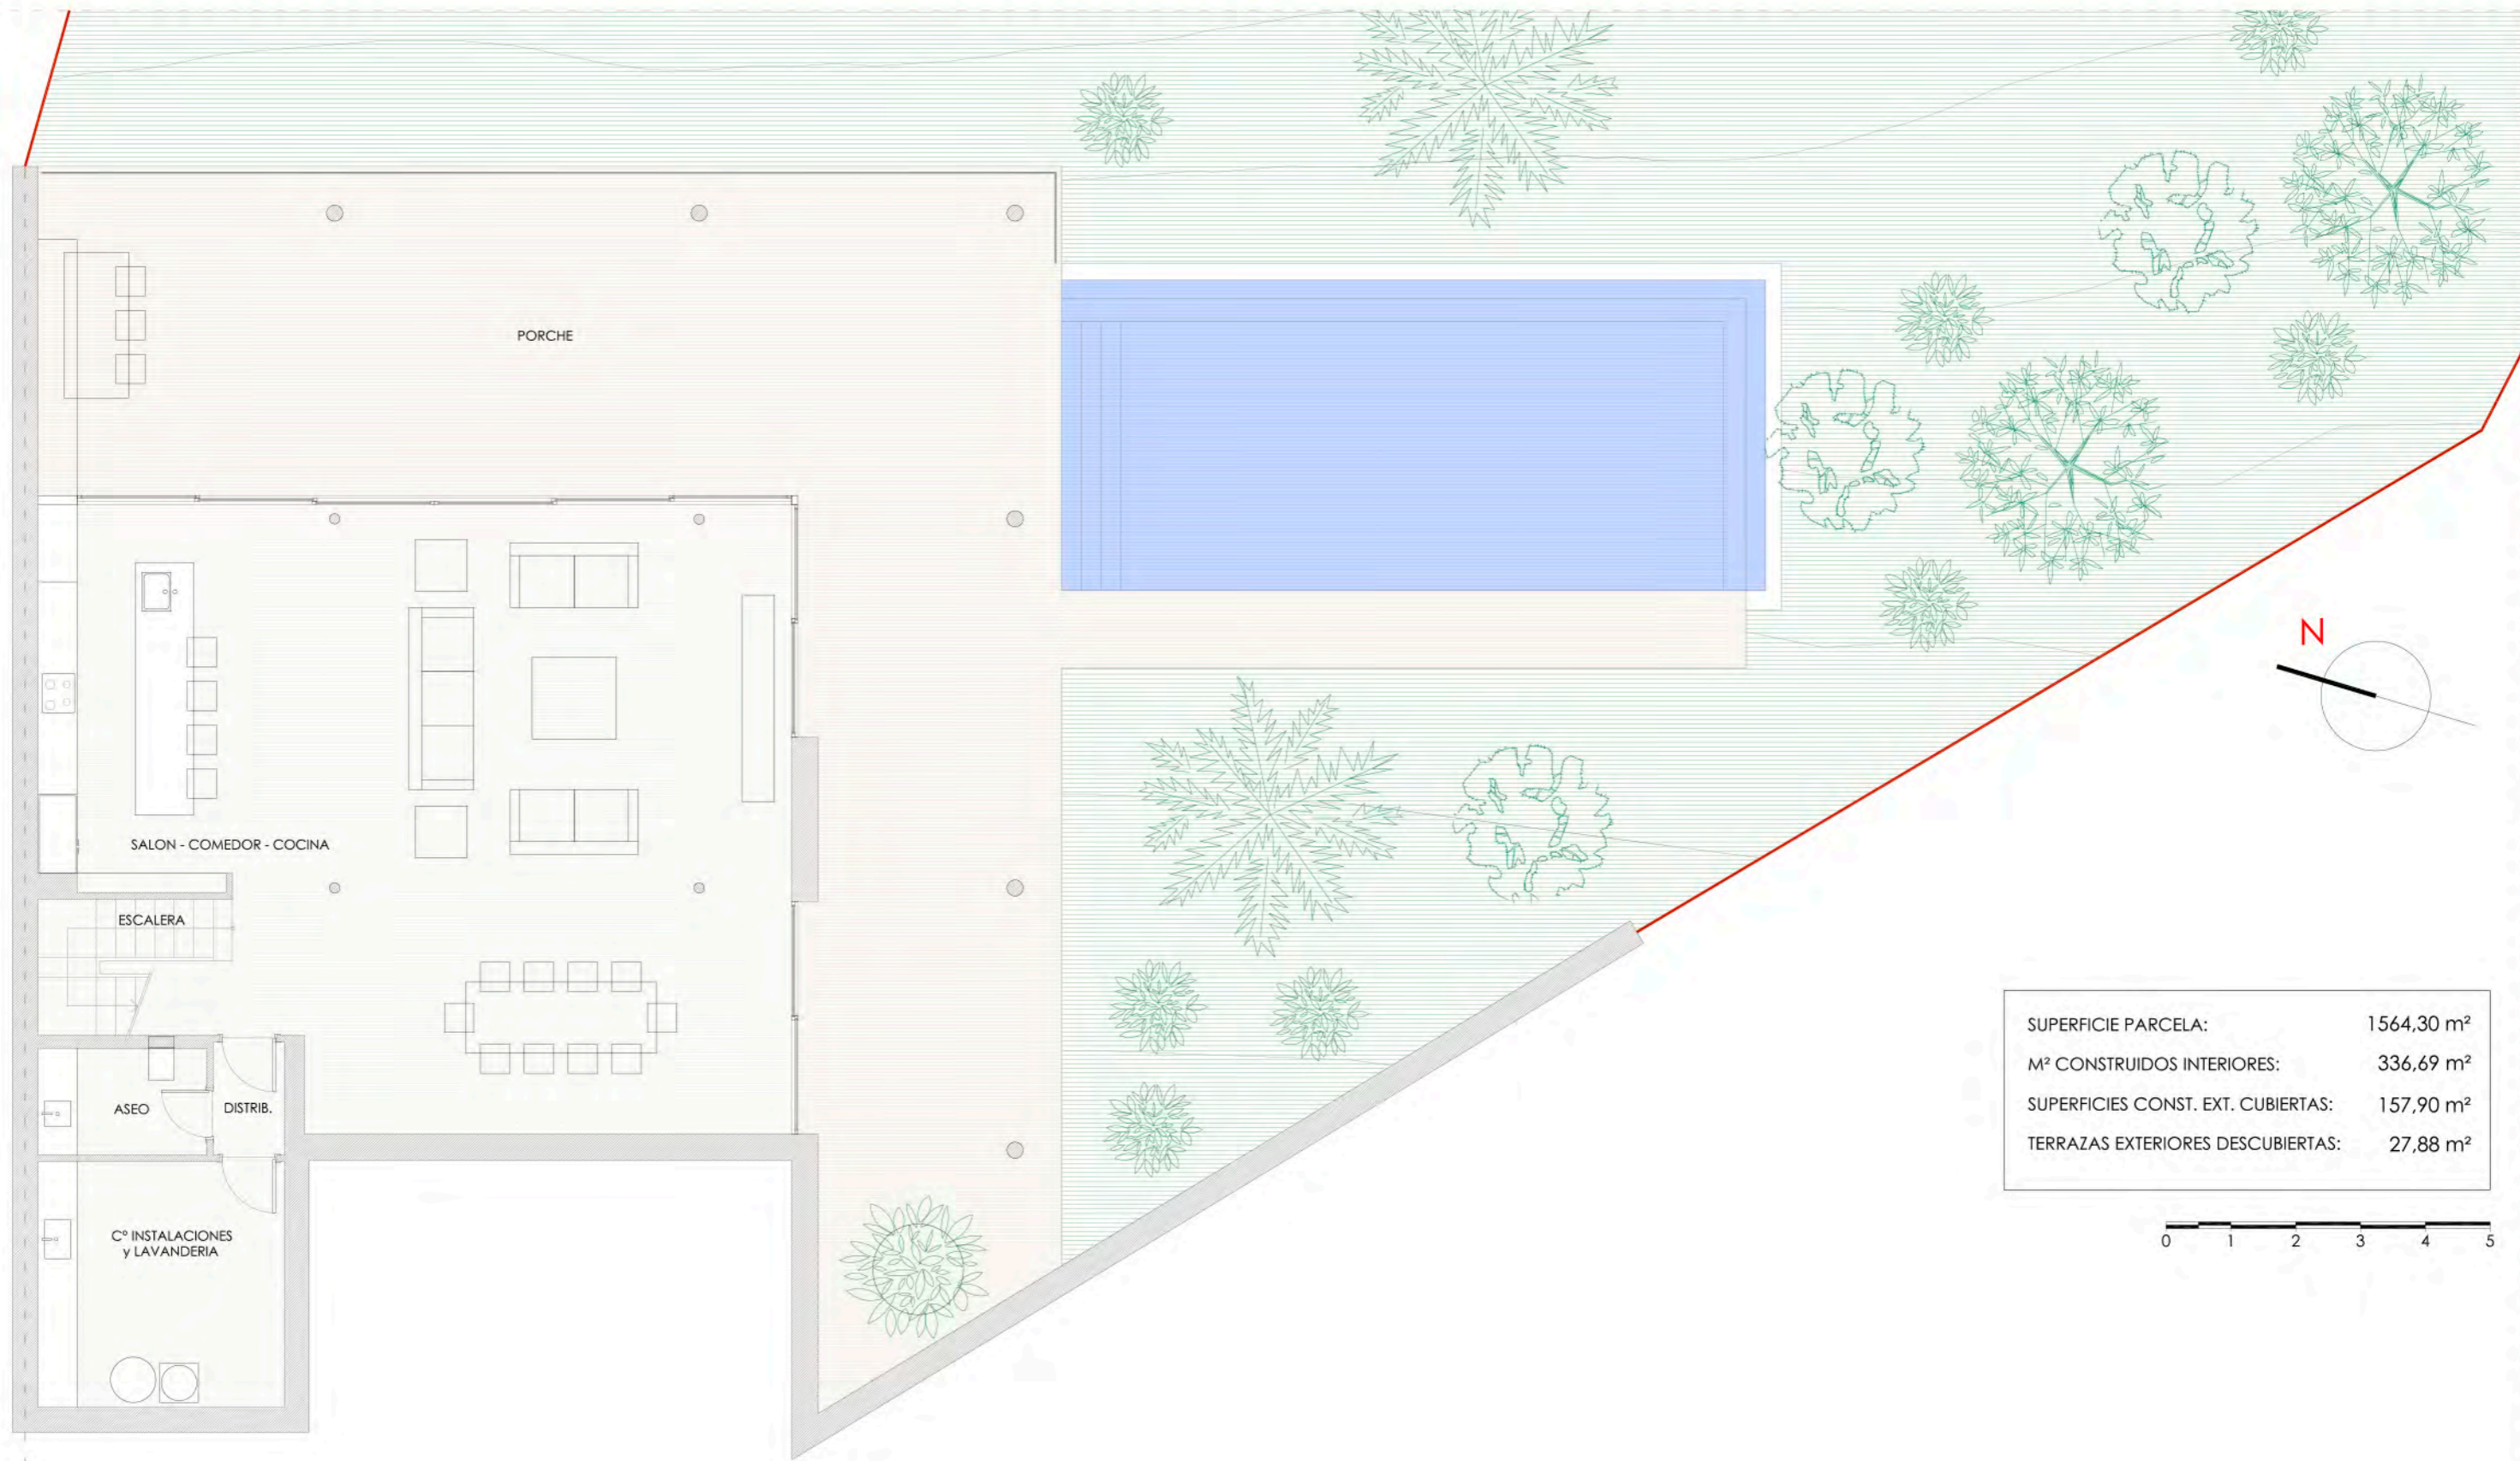 PORCHE
N
SALON - COMEDOR - COCINA
ESCALERA
ASEO
DISTRIB.
Cº INSTALACIONES
y LAVANDERIA
SUPERFICIE PARCELA: 1564,30 m²
M² CONSTRUIDOS INTERIORES: 336,69 m²
SUPERFICIES CONST. EXT. CUBIERTAS: 157,90 m²
TERRAZAS EXTERIORES DESCUBIERTAS: 27,88 m²
0 1 2 3 4 5